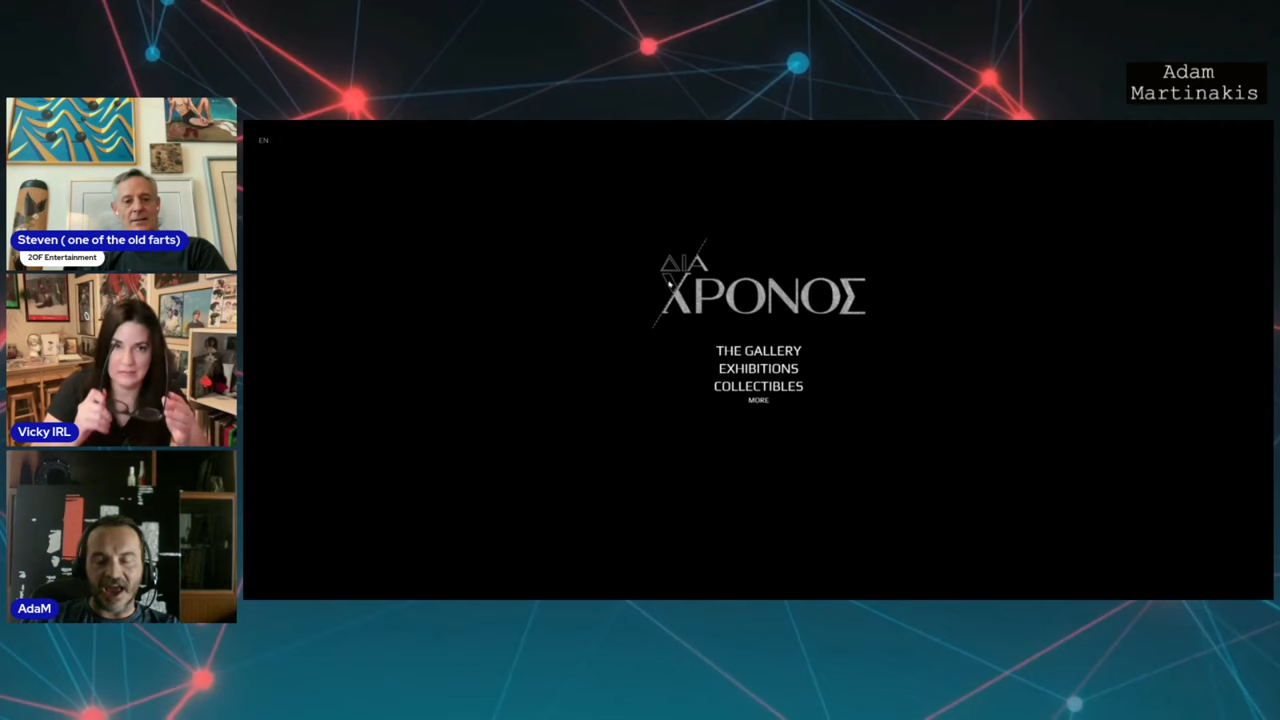 Adam
Martinakis
EN
ΔΙΑ
ΧΡΟΝΟΣ
THE GALLERY
EXHIBITIONS
COLLECTIBLES
MORE
Steven ( one of the old farts)
2OF Entertainment
Vicky IRL
AdaM